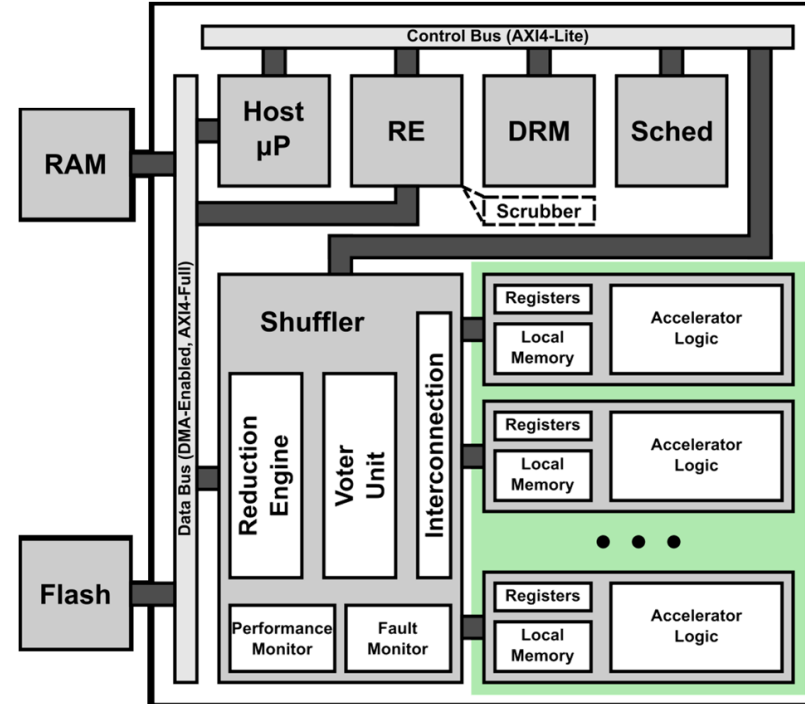 Control Bus (AXI4-Lite)
Host
µP
RE
DRM
Sched
RAM
Scrubber
Data Bus (DMA-Enabled, AXI4-Full)
Shuffler
Reduction
Engine
Voter
Unit
Interconnection
Performance
Monitor
Fault
Monitor
Registers
Local
Memory
Accelerator
Logic
Registers
Local
Memory
Accelerator
Logic
Registers
Local
Memory
Accelerator
Logic
Flash